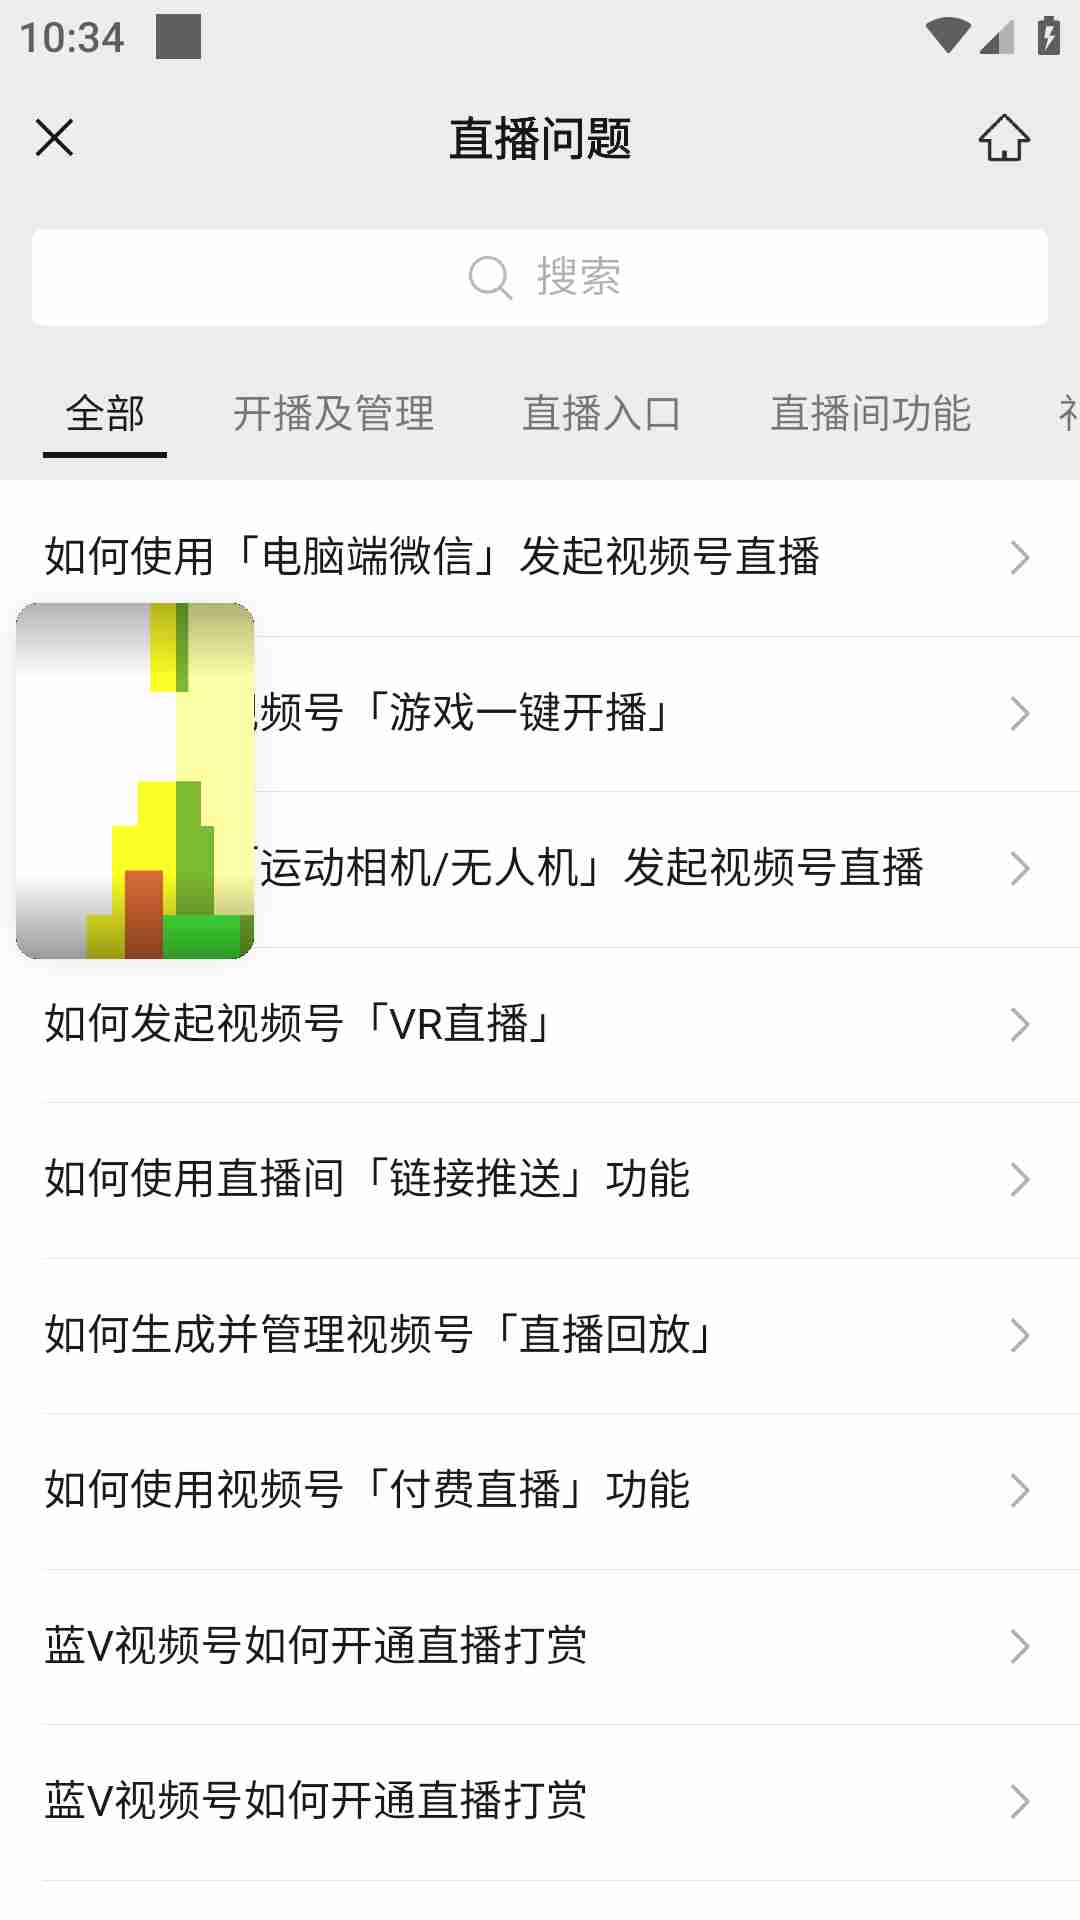 10:34
直播问题
搜索
全部 开播及管理 直播入口 直播间功能
如何使用「电脑端微信」发起视频号直播
频号「游戏一键开播」
「运动相机/无人机」发起视频号直播
如何发起视频号「VR直播」
如何使用直播间「链接推送」功能
如何生成并管理视频号「直播回放」
如何使用视频号「付费直播」功能
蓝V视频号如何开通直播打赏
蓝V视频号如何开通直播打赏